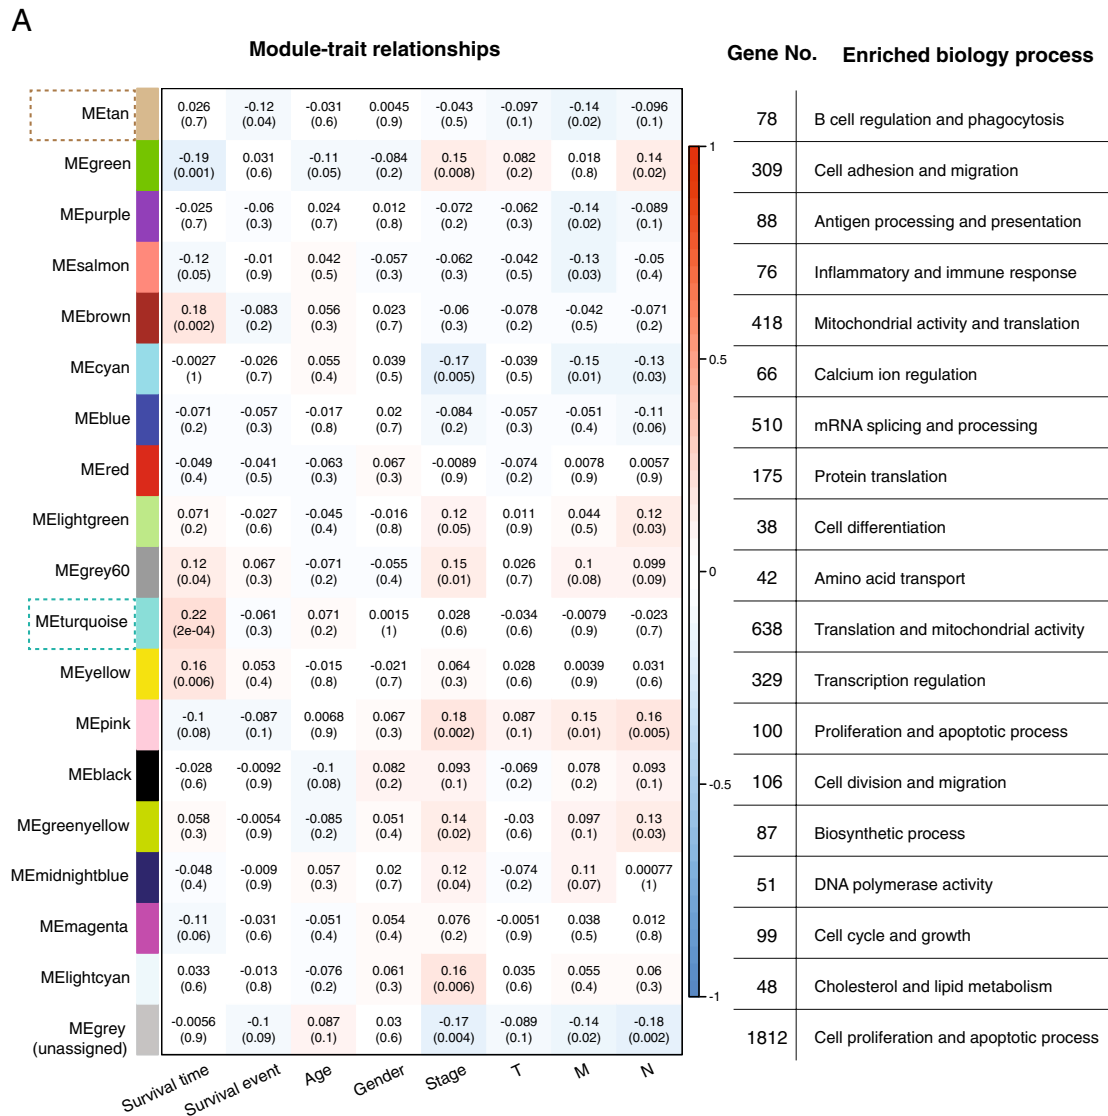 A
Module-trait relationships
Gene No. Enriched biology process
MEtan 0.026 -0.12 -0.031 0.0045 -0.043 -0.097 -0.14 -0.096 78 B cell regulation and phagocytosis
(0.7) (0.04) (0.6) (0.9) (0.5) (0.1) (0.02) (0.1)
1
MEgreen -0.19 0.031 -0.11 -0.084 0.15 0.082 0.018 0.14 309 Cell adhesion and migration
(0.001) (0.6) (0.05) (0.2) (0.008) (0.2) (0.8) (0.02)
MEpurple -0.025 -0.06 0.024 0.012 -0.072 -0.062 -0.14 -0.089 88 Antigen processing and presentation
(0.7) (0.3) (0.7) (0.8) (0.2) (0.3) (0.02) (0.1)
MEsalmon -0.12 -0.01 0.042 -0.057 -0.062 -0.042 -0.13 -0.05 76 Inflammatory and immune response
(0.05) (0.9) (0.5) (0.3) (0.3) (0.5) (0.03) (0.4)
MEbrown 0.18 -0.083 0.056 0.023 -0.06 -0.078 -0.042 -0.071 418 Mitochondrial activity and translation
(0.002) (0.2) (0.3) (0.7) (0.3) (0.2) (0.5) (0.2)
0.5
MEcyan -0.0027 -0.026 0.055 0.039 -0.17 -0.039 -0.15 -0.13 66 Calcium ion regulation
(1) (0.7) (0.4) (0.5) (0.005) (0.5) (0.01) (0.03)
MEblue -0.071 -0.057 -0.017 0.02 -0.084 -0.057 -0.051 -0.11 510 mRNA splicing and processing
(0.2) (0.3) (0.8) (0.7) (0.2) (0.3) (0.4) (0.06)
MEred -0.049 -0.041 -0.063 0.067 -0.0089 -0.074 0.0078 0.0057 175 Protein translation
(0.4) (0.5) (0.3) (0.3) (0.9) (0.2) (0.9) (0.9)
MElightgreen 0.071 -0.027 -0.045 -0.016 0.12 0.011 0.044 0.12 38 Cell differentiation
(0.2) (0.6) (0.4) (0.8) (0.05) (0.9) (0.5) (0.03)
MEgrey60 0.12 0.067 -0.071 -0.055 0.15 0.026 0.1 0.099 0 42 Amino acid transport
(0.04) (0.3) (0.2) (0.4) (0.01) (0.7) (0.08) (0.09)
MEturquoise 0.22 -0.061 0.071 0.0015 0.028 -0.034 -0.0079 -0.023 638 Translation and mitochondrial activity
(2e-04) (0.3) (0.2) (1) (0.6) (0.6) (0.9) (0.7)
MEyellow 0.16 0.053 -0.015 -0.021 0.064 0.028 0.0039 0.031 329 Transcription regulation
(0.006) (0.4) (0.8) (0.7) (0.3) (0.6) (0.9) (0.6)
MEpink -0.1 -0.087 0.0068 0.067 0.18 0.087 0.15 0.16 100 Proliferation and apoptotic process
(0.08) (0.1) (0.9) (0.3) (0.002) (0.1) (0.01) (0.005)
MEblack -0.028 -0.0092 -0.1 0.082 0.093 -0.069 0.078 0.093 106 Cell division and migration
(0.6) (0.9) (0.08) (0.2) (0.1) (0.2) (0.2) (0.1)
-0.5
MEgreenyellow 0.058 -0.0054 -0.085 0.051 0.14 -0.03 0.097 0.13 87 Biosynthetic process
(0.3) (0.9) (0.2) (0.4) (0.02) (0.6) (0.1) (0.03)
MEmidnightblue -0.048 -0.009 0.057 0.02 0.12 -0.074 0.11 0.00077 51 DNA polymerase activity
(0.4) (0.9) (0.3) (0.7) (0.04) (0.2) (0.07) (1)
MEmagenta -0.11 -0.031 -0.051 0.054 0.076 -0.0051 0.038 0.012 99 Cell cycle and growth
(0.06) (0.6) (0.4) (0.4) (0.2) (0.9) (0.5) (0.8)
MElightcyan 0.033 -0.013 -0.076 0.061 0.16 0.035 0.055 0.06 48 Cholesterol and lipid metabolism
(0.6) (0.8) (0.2) (0.3) (0.006) (0.6) (0.4) (0.3)
-1
MEgrey -0.0056 -0.1 0.087 0.03 -0.17 -0.089 -0.14 -0.18 1812 Cell proliferation and apoptotic process
(unassigned) (0.9) (0.09) (0.1) (0.6) (0.004) (0.1) (0.02) (0.002)
Survival time Survival event Age Gender Stage T M N